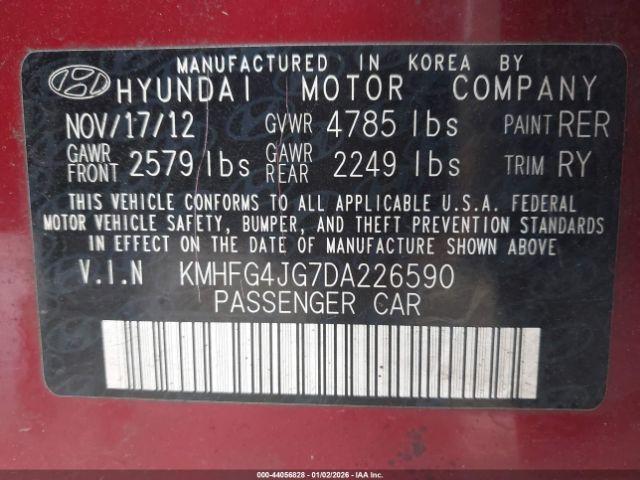 MANUFACTURED IN KOREA BY
HYUNDAI MOTOR COMPANY
NOV/17/12 GVWR 4785 lbs PAINT RER
GAWR FRONT 2579 lbs GAWR REAR 2249 lbs TRIM RY
THIS VEHICLE CONFORMS TO ALL APPLICABLE U.S.A. FEDERAL
MOTOR VEHICLE SAFETY, BUMPER, AND THEFT PREVENTION STANDARDS
IN EFFECT ON THE DATE OF MANUFACTURE SHOWN ABOVE
V.I.N KMHFG4JG7DA226590
PASSENGER CAR
000-44056828 - 01/02/2026 - IAAI.COM